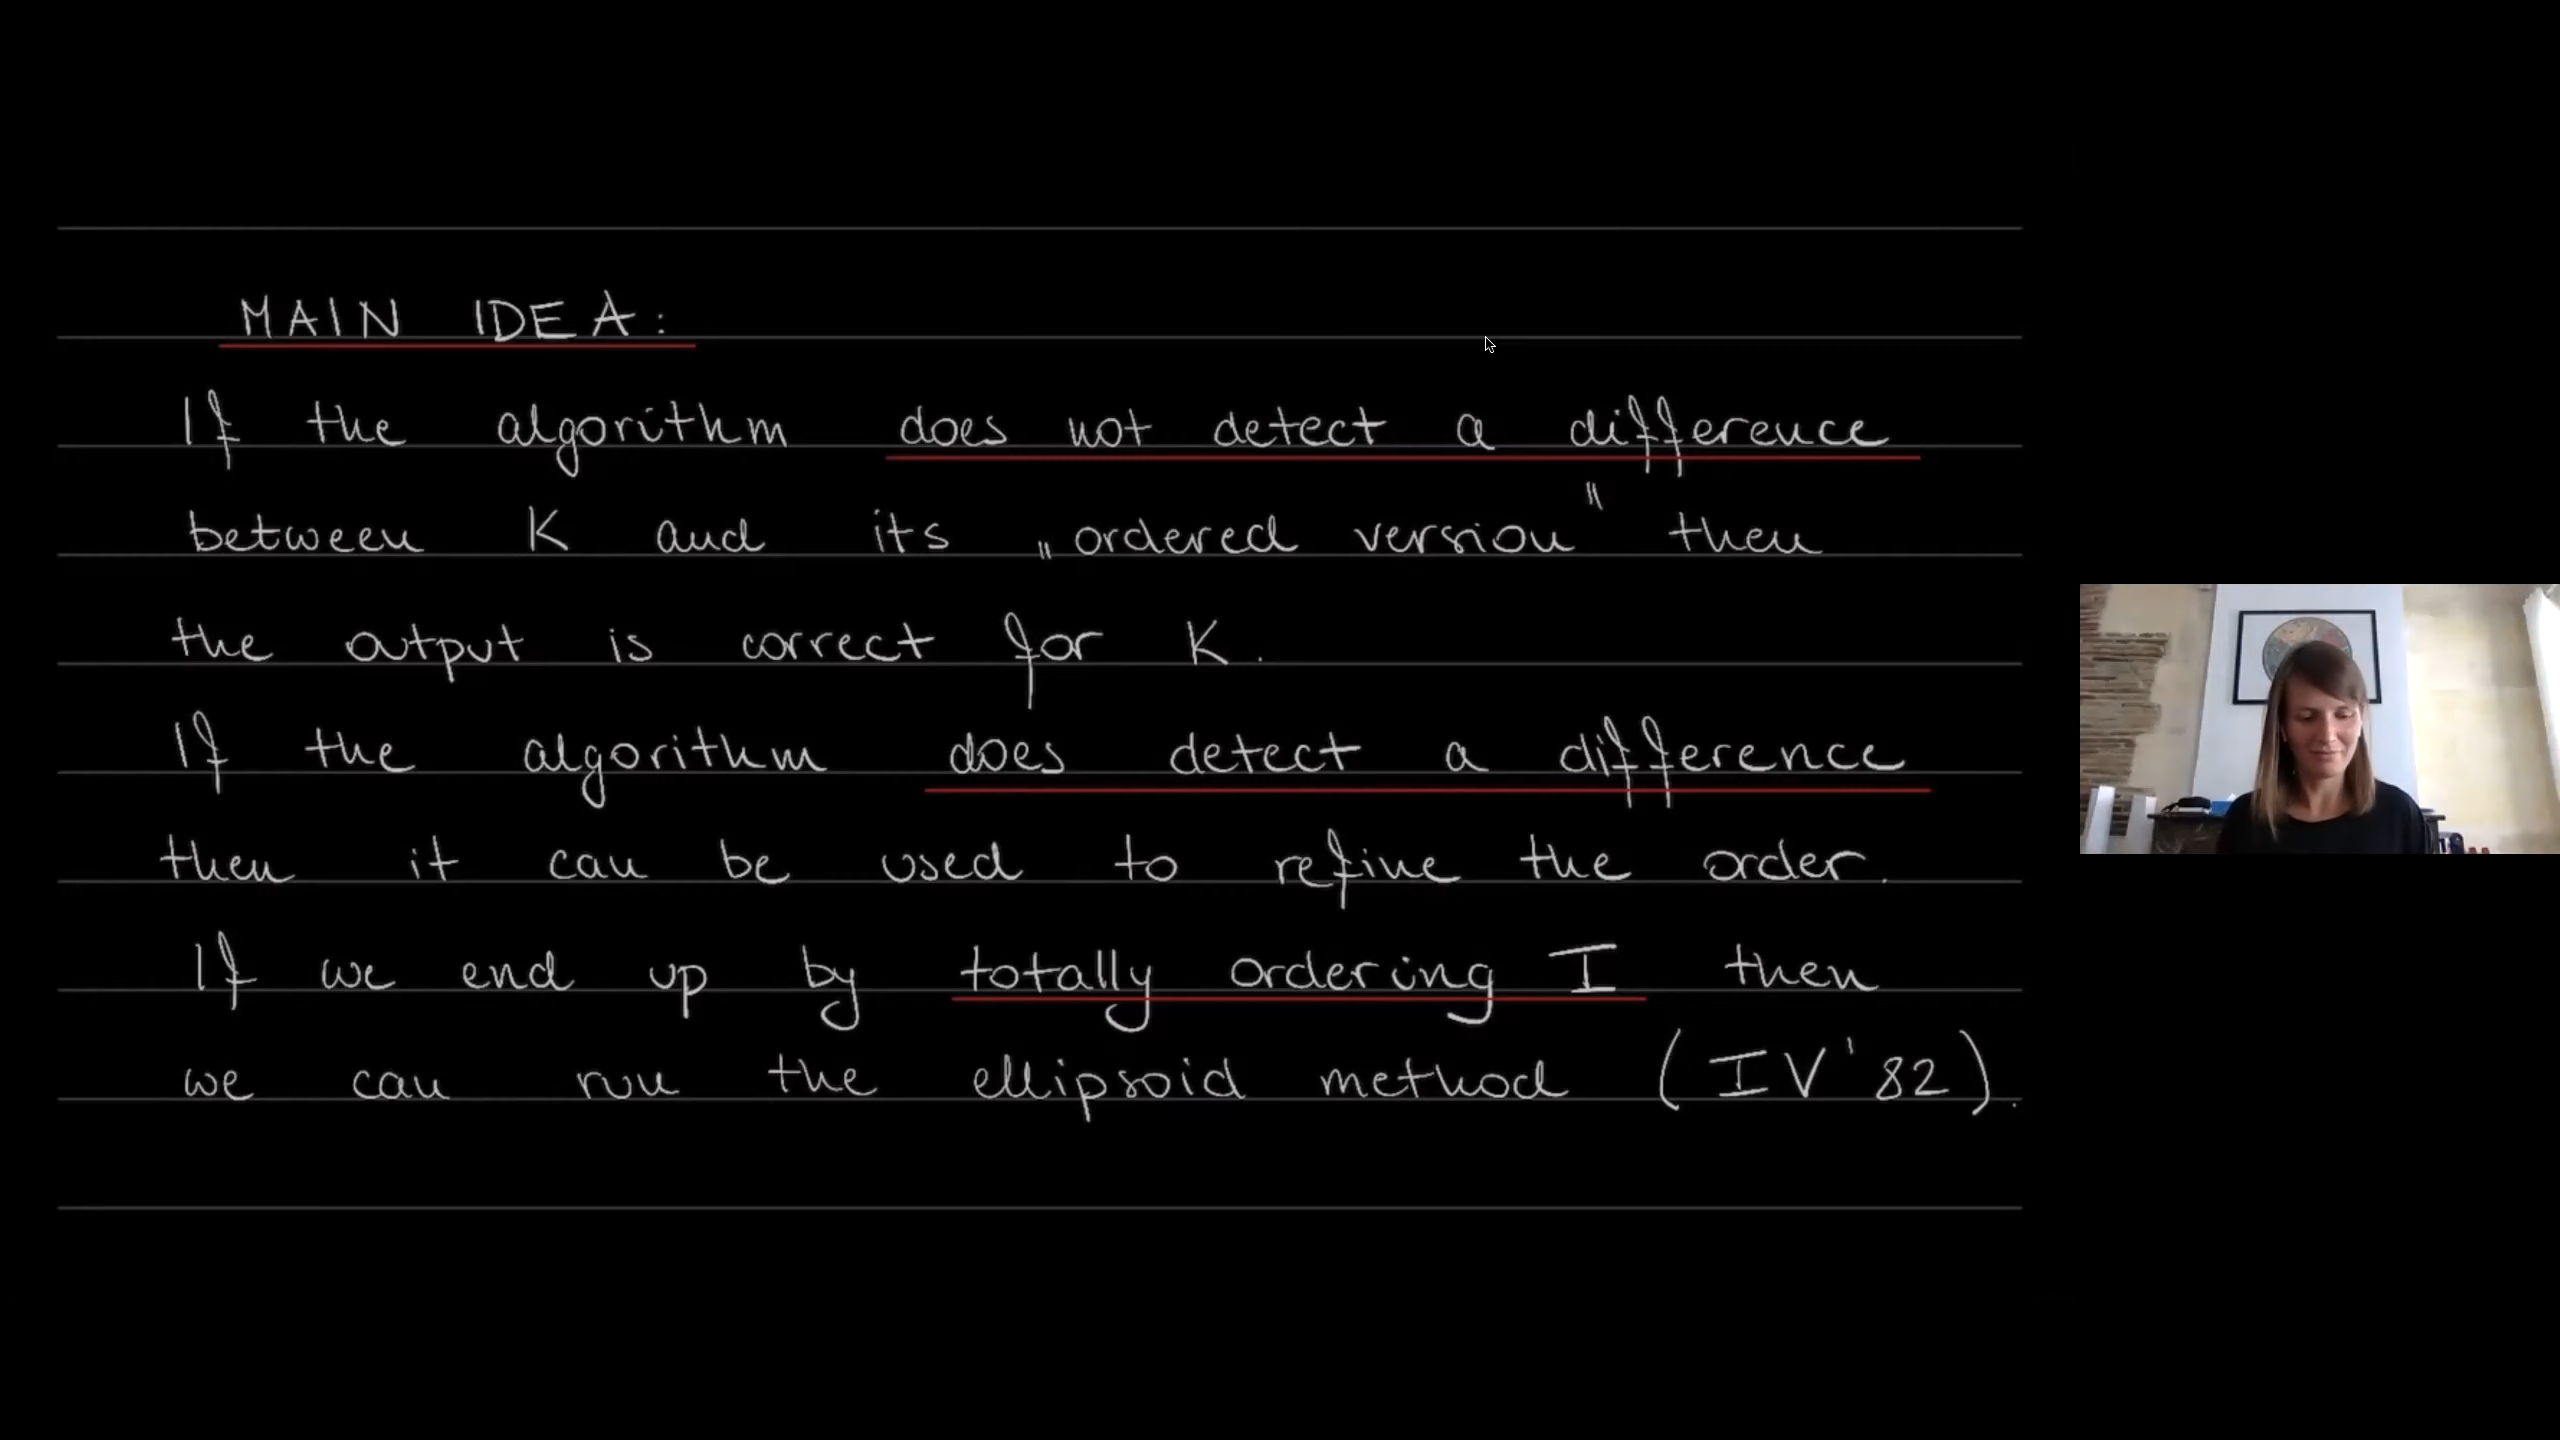 MAIN IDEA:
If the algorithm does not detect a difference
between K and its „ordered version" then
the output is correct for K.
If the algorithm does detect a difference
then it can be used to refine the order.
If we end up by totally ordering I then
we can run the ellipsoid method (IV'82).